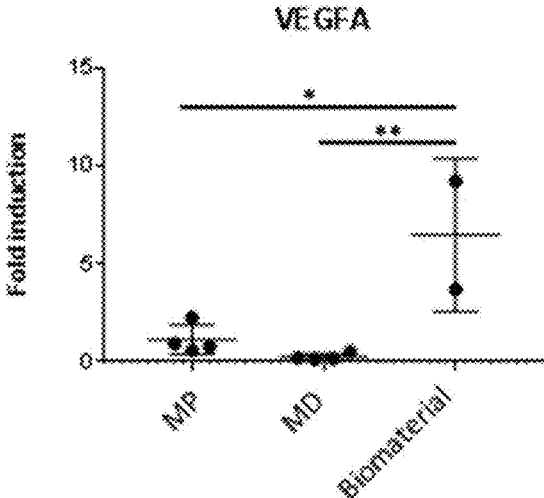 VEGFA
15
*
**
10
Fold induction
5
0
MP
MD
Biomaterial